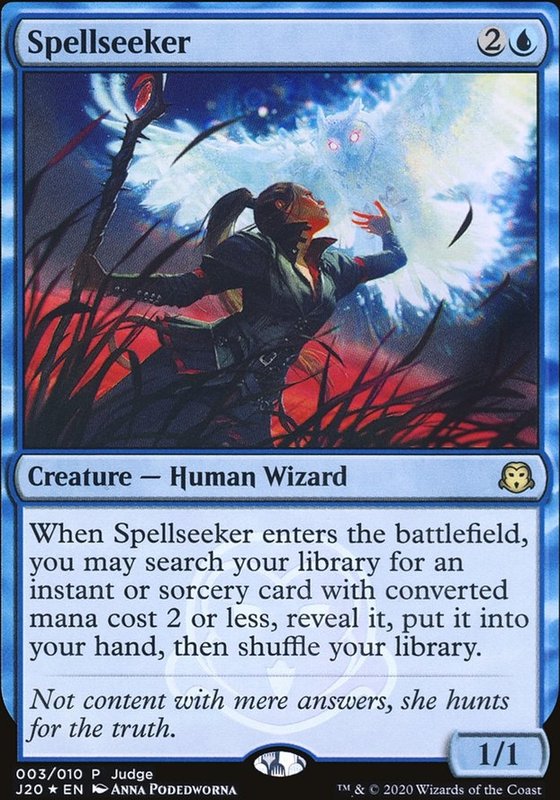 Spellseeker 2
Creature — Human Wizard
When Spellseeker enters the battlefield,
you may search your library for an
instant or sorcery card with converted
mana cost 2 or less, reveal it, put it into
your hand, then shuffle your library.
Not content with mere answers, she hunts
for the truth.
1/1
003/010 P Judge
J20 ★ EN Anna Podedworna
™ & © 2020 Wizards of the Coast